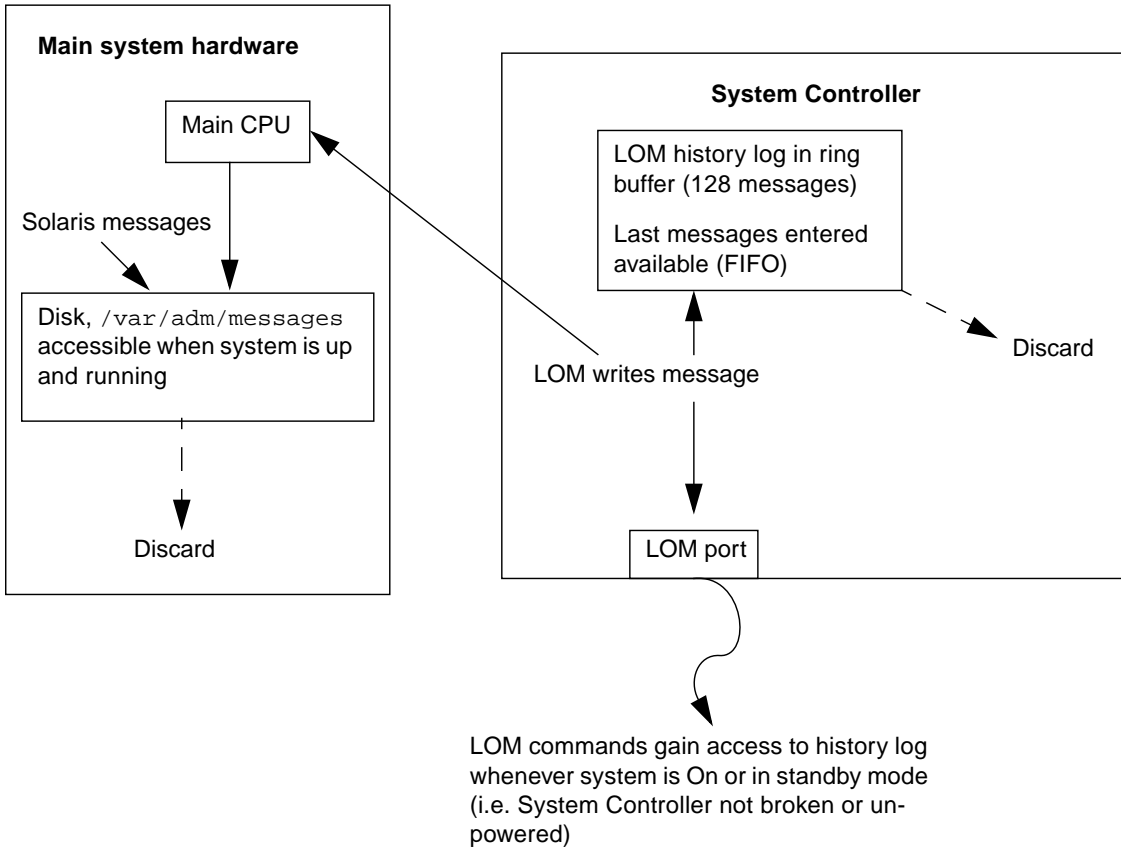 Main system hardware
Main CPU
Solaris messages
Disk, /var/adm/messages
accessible when system is up
and running
Discard
System Controller
LOM history log in ring
buffer (128 messages)
Last messages entered
available (FIFO)
Discard
LOM writes message
LOM port
LOM commands gain access to history log
whenever system is On or in standby mode
(i.e. System Controller not broken or un-
powered)